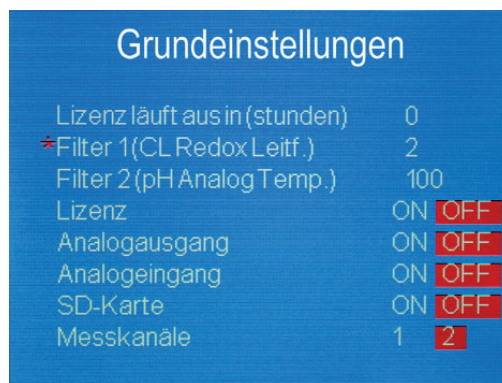 Grundeinstellungen
Lizenz läuft aus in (stunden) 0
*Filter 1 (CL Redox Leitf.) 2
Filter 2 (pH Analog Temp.) 100
Lizenz ON OFF
Analogausgang ON OFF
Analogeingang ON OFF
SD-Karte ON OFF
Messkanäle 1 2